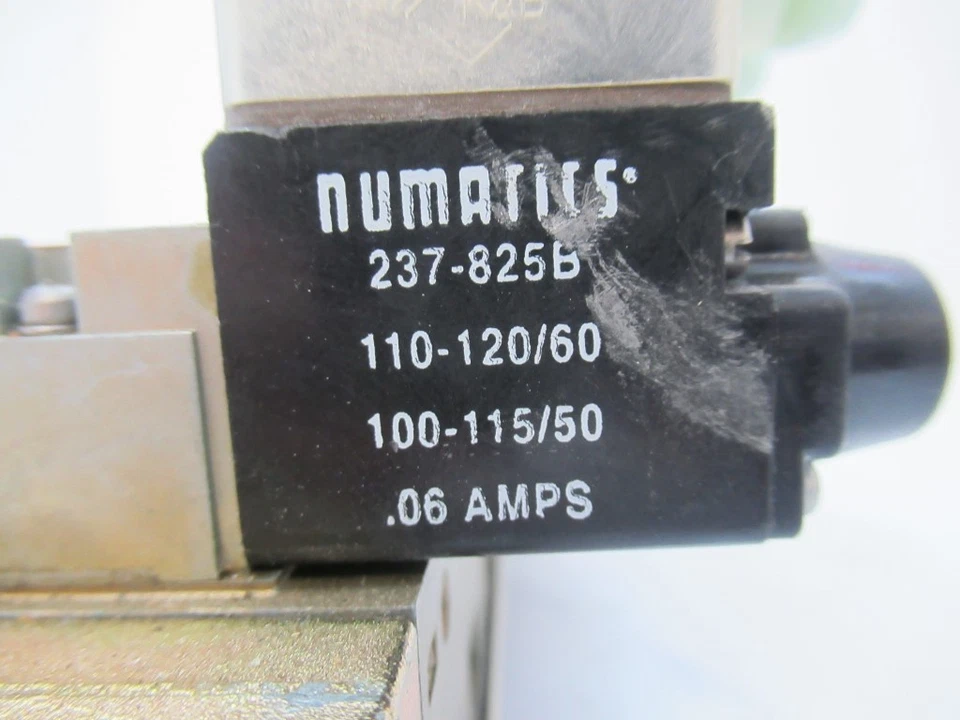 NUMATICS®
237-825B
110-120/60
100-115/50
.06 AMPS